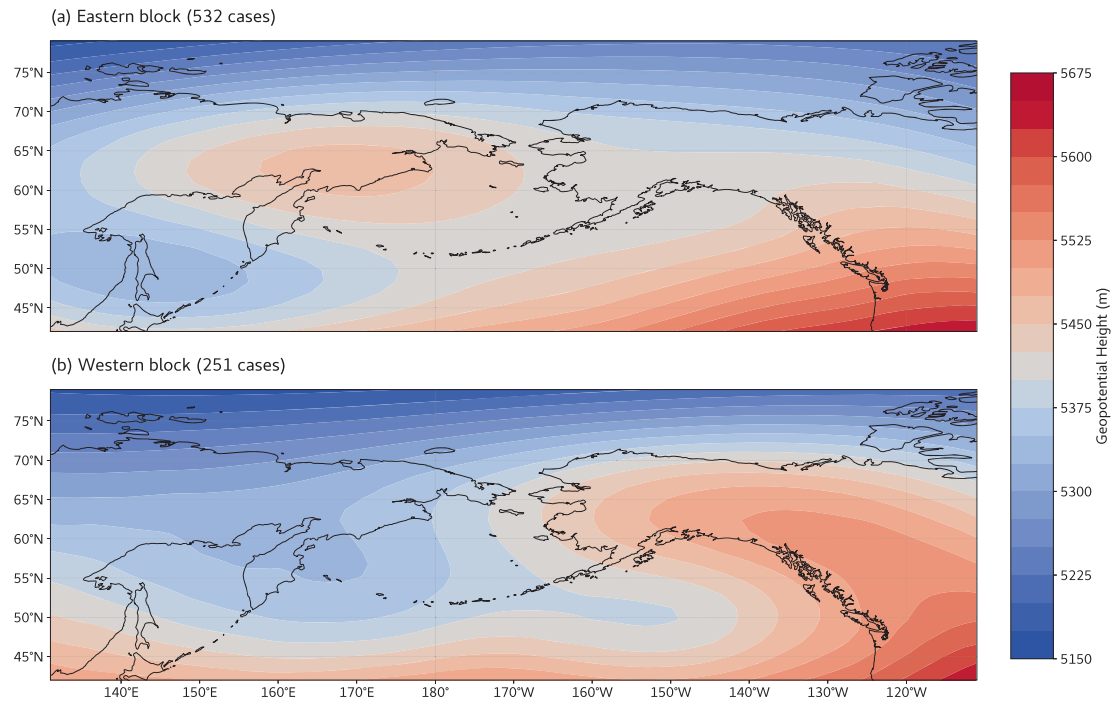 (a) Eastern block (532 cases)
75°N
70°N
65°N
60°N
55°N
50°N
45°N
(b) Western block (251 cases)
75°N
70°N
65°N
60°N
55°N
50°N
45°N
140°E 150°E 160°E 170°E 180° 170°W 160°W 150°W 140°W 130°W 120°W
5675
5600
5525
5450
5375
5300
5225
5150
Geopotential Height (m)